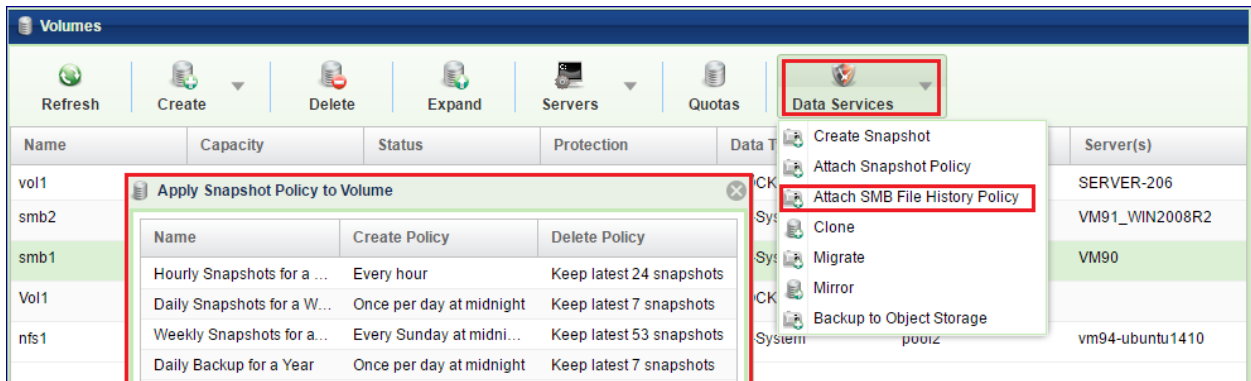 Volumes
Refresh Create Delete Expand Servers Quotas Data Services
Name Capacity Status Protection Data T Server(s)
Create Snapshot
Attach Snapshot Policy
Attach SMB File History Policy
Clone
Migrate
Mirror
Backup to Object Storage
vol1 CK SERVER-206
smb2 -Sys VM91_WIN2008R2
smb1 -Sys VM90
Vol1 CK
nfs1 -System pool2 vm94-ubuntu1410
Apply Snapshot Policy to Volume
Name Create Policy Delete Policy
Hourly Snapshots for a ... Every hour Keep latest 24 snapshots
Daily Snapshots for a W... Once per day at midnight Keep latest 7 snapshots
Weekly Snapshots for a... Every Sunday at midni... Keep latest 53 snapshots
Daily Backup for a Year Once per day at midnight Keep latest 7 snapshots